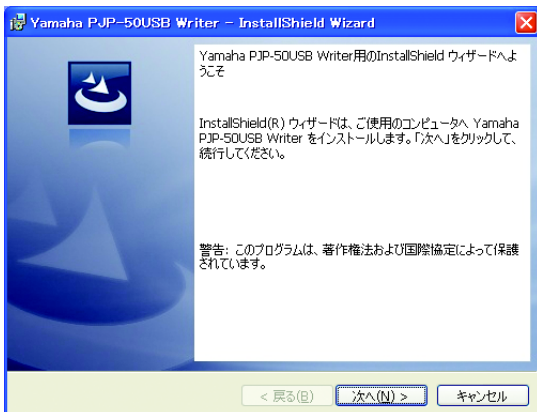 Yamaha PJP-50USB Writer - InstallShield Wizard
Yamaha PJP-50USB Writer用のInstallShield ウィザードへよ
うこそ
InstallShield(R) ウィザードは、ご使用のコンピュータへ Yamaha
PJP-50USB Writer をインストールします。「次へ」をクリックして、
続行してください。
警告: このプログラムは、著作権法および国際協定によって保護
されています。
< 戻る(B)
次へ(N) >
キャンセル